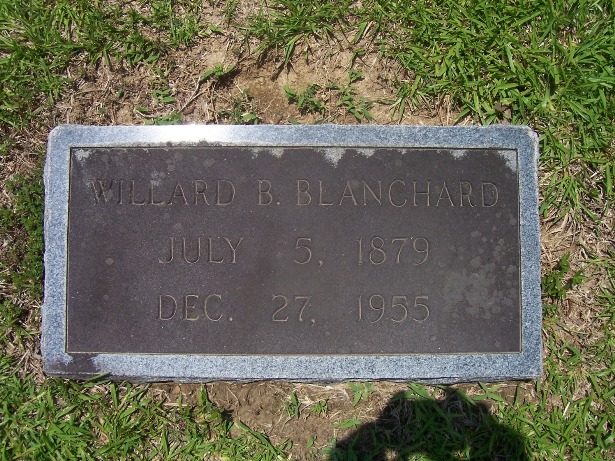 WILLARD B. BLANCHARD
JULY 5, 1879
DEC. 27, 1955